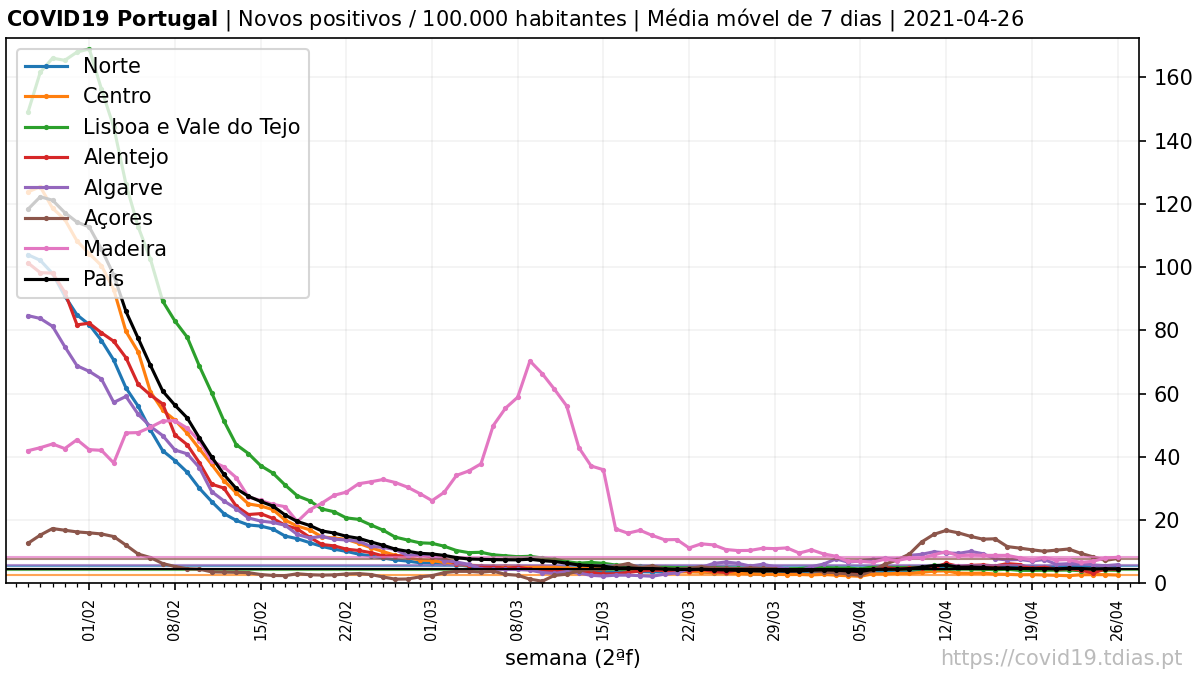 COVID19 Portugal | Novos positivos / 100.000 habitantes | Média móvel de 7 dias | 2021-04-26
Norte
Centro
Lisboa e Vale do Tejo
Alentejo
Algarve
Açores
Madeira
País
160
140
120
100
80
60
40
20
0
01/02
08/02
15/02
22/02
01/03
08/03
15/03
22/03
29/03
05/04
12/04
19/04
26/04
semana (2ªf)
https://covid19.tdias.pt